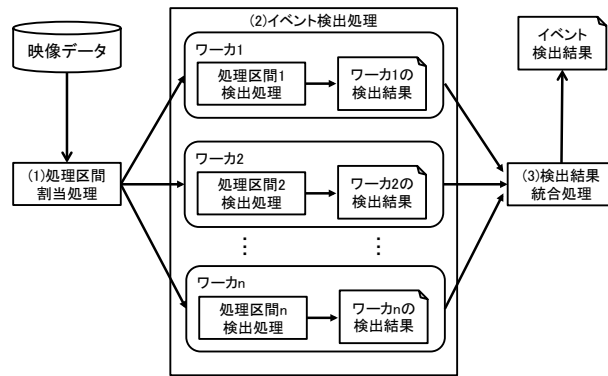 映像データ
(1)処理区間
割当処理
(2)イベント検出処理
ワーカ1
処理区間1
検出処理
ワーカ1の
検出結果
ワーカ2
処理区間2
検出処理
ワーカ2の
検出結果
⋮
⋮
ワーカn
処理区間n
検出処理
ワーカnの
検出結果
(3)検出結果
統合処理
イベント
検出結果